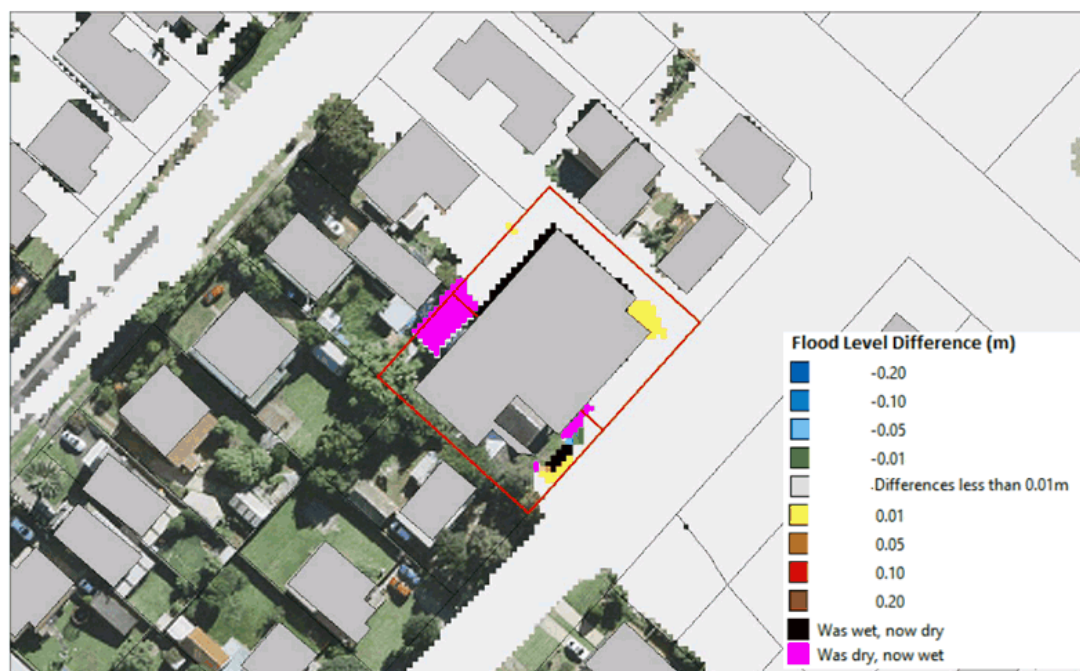 Flood Level Difference (m)
-0.20
-0.10
-0.05
-0.01
.Differences less than 0.01m
0.01
0.05
0.10
0.20
Was wet, now dry
Was dry, now wet